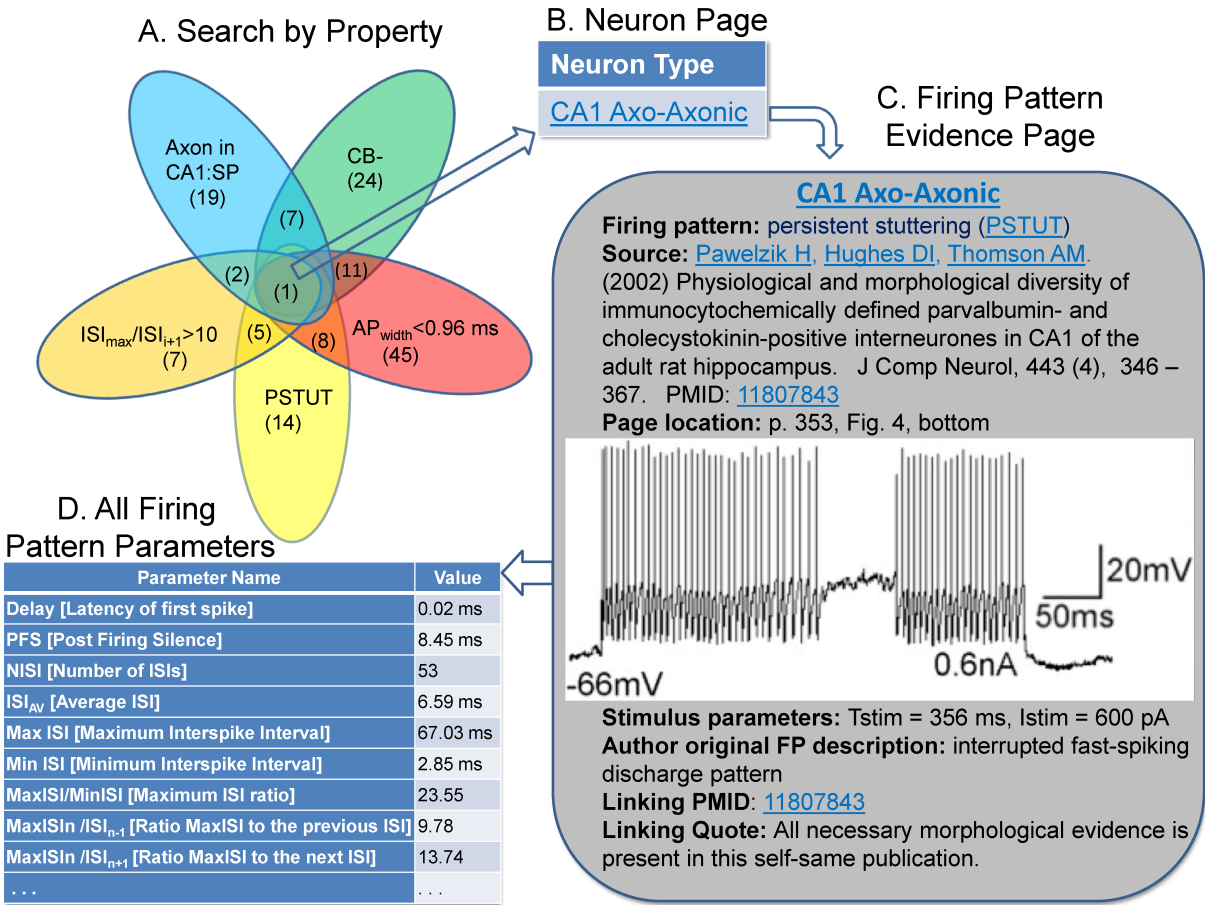 A. Search by Property
Axon in
CA1:SP
(19)
CB-
(24)
(7)
(2)
(11)
(1)
ISImax/ISIi+1>10
(7)
(5)
(8)
APwidth<0.96 ms
(45)
PSTUT
(14)
B. Neuron Page
Neuron Type
CA1 Axo-Axonic
C. Firing Pattern
Evidence Page
CA1 Axo-Axonic
Firing pattern: persistent stuttering (PSTUT)
Source: Pawelzik H, Hughes DI, Thomson AM.
(2002) Physiological and morphological diversity of
immunocytochemically defined parvalbumin- and
cholecystokinin-positive interneurones in CA1 of the
adult rat hippocampus. J Comp Neurol, 443 (4), 346 –
367. PMID: 11807843
Page location: p. 353, Fig. 4, bottom
20mV
50ms
0.6nA
-66mV
Stimulus parameters: Tstim = 356 ms, Istim = 600 pA
Author original FP description: interrupted fast-spiking
discharge pattern
Linking PMID: 11807843
Linking Quote: All necessary morphological evidence is
present in this self-same publication.
D. All Firing
Pattern Parameters
Parameter Name Value
Delay [Latency of first spike] 0.02 ms
PFS [Post Firing Silence] 8.45 ms
NISI [Number of ISIs] 53
ISIAV [Average ISI] 6.59 ms
Max ISI [Maximum Interspike Interval] 67.03 ms
Min ISI [Minimum Interspike Interval] 2.85 ms
MaxISI/MinISI [Maximum ISI ratio] 23.55
MaxISIn /ISIn-1 [Ratio MaxISI to the previous ISI] 9.78
MaxISIn /ISIn+1 [Ratio MaxISI to the next ISI] 13.74
. . . . . .